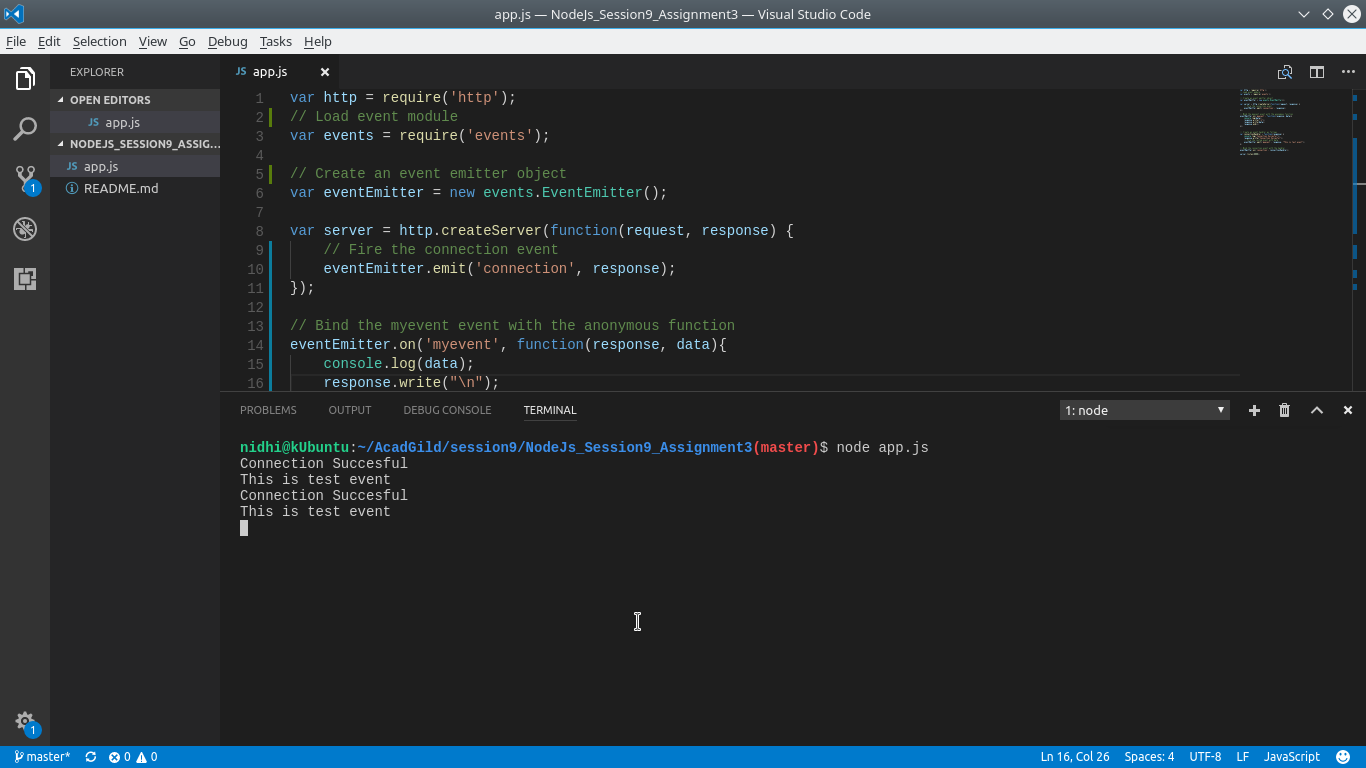 app.js — NodeJs_Session9_Assignment3 — Visual Studio Code
File Edit Selection View Go Debug Tasks Help
EXPLORER
OPEN EDITORS
JS app.js
NODEJS_SESSION9_ASSIG...
JS app.js
README.md
1
1
JS app.js
1 var http = require('http');
2 // Load event module
3 var events = require('events');
4
5 // Create an event emitter object
6 var eventEmitter = new events.EventEmitter();
7
8 var server = http.createServer(function(request, response) {
9     // Fire the connection event
10     eventEmitter.emit('connection', response);
11 });
12
13 // Bind the myevent event with the anonymous function
14 eventEmitter.on('myevent', function(response, data){
15     console.log(data);
16     response.write("\n");
PROBLEMS OUTPUT DEBUG CONSOLE TERMINAL 1: node
nidhi@kUbuntu:~/AcadGild/session9/NodeJs_Session9_Assignment3(master)$ node app.js
Connection Succesful
This is test event
Connection Succesful
This is test event
master* 0 0 Ln 16, Col 26 Spaces: 4 UTF-8 LF JavaScript